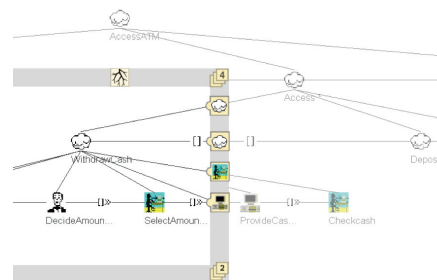 AccessATM
4
Access *
[] []
WithdrawCash
Depos
[]» []»
DecideAmoun... SelectAmoun... ProvideCas... Checkcash
2